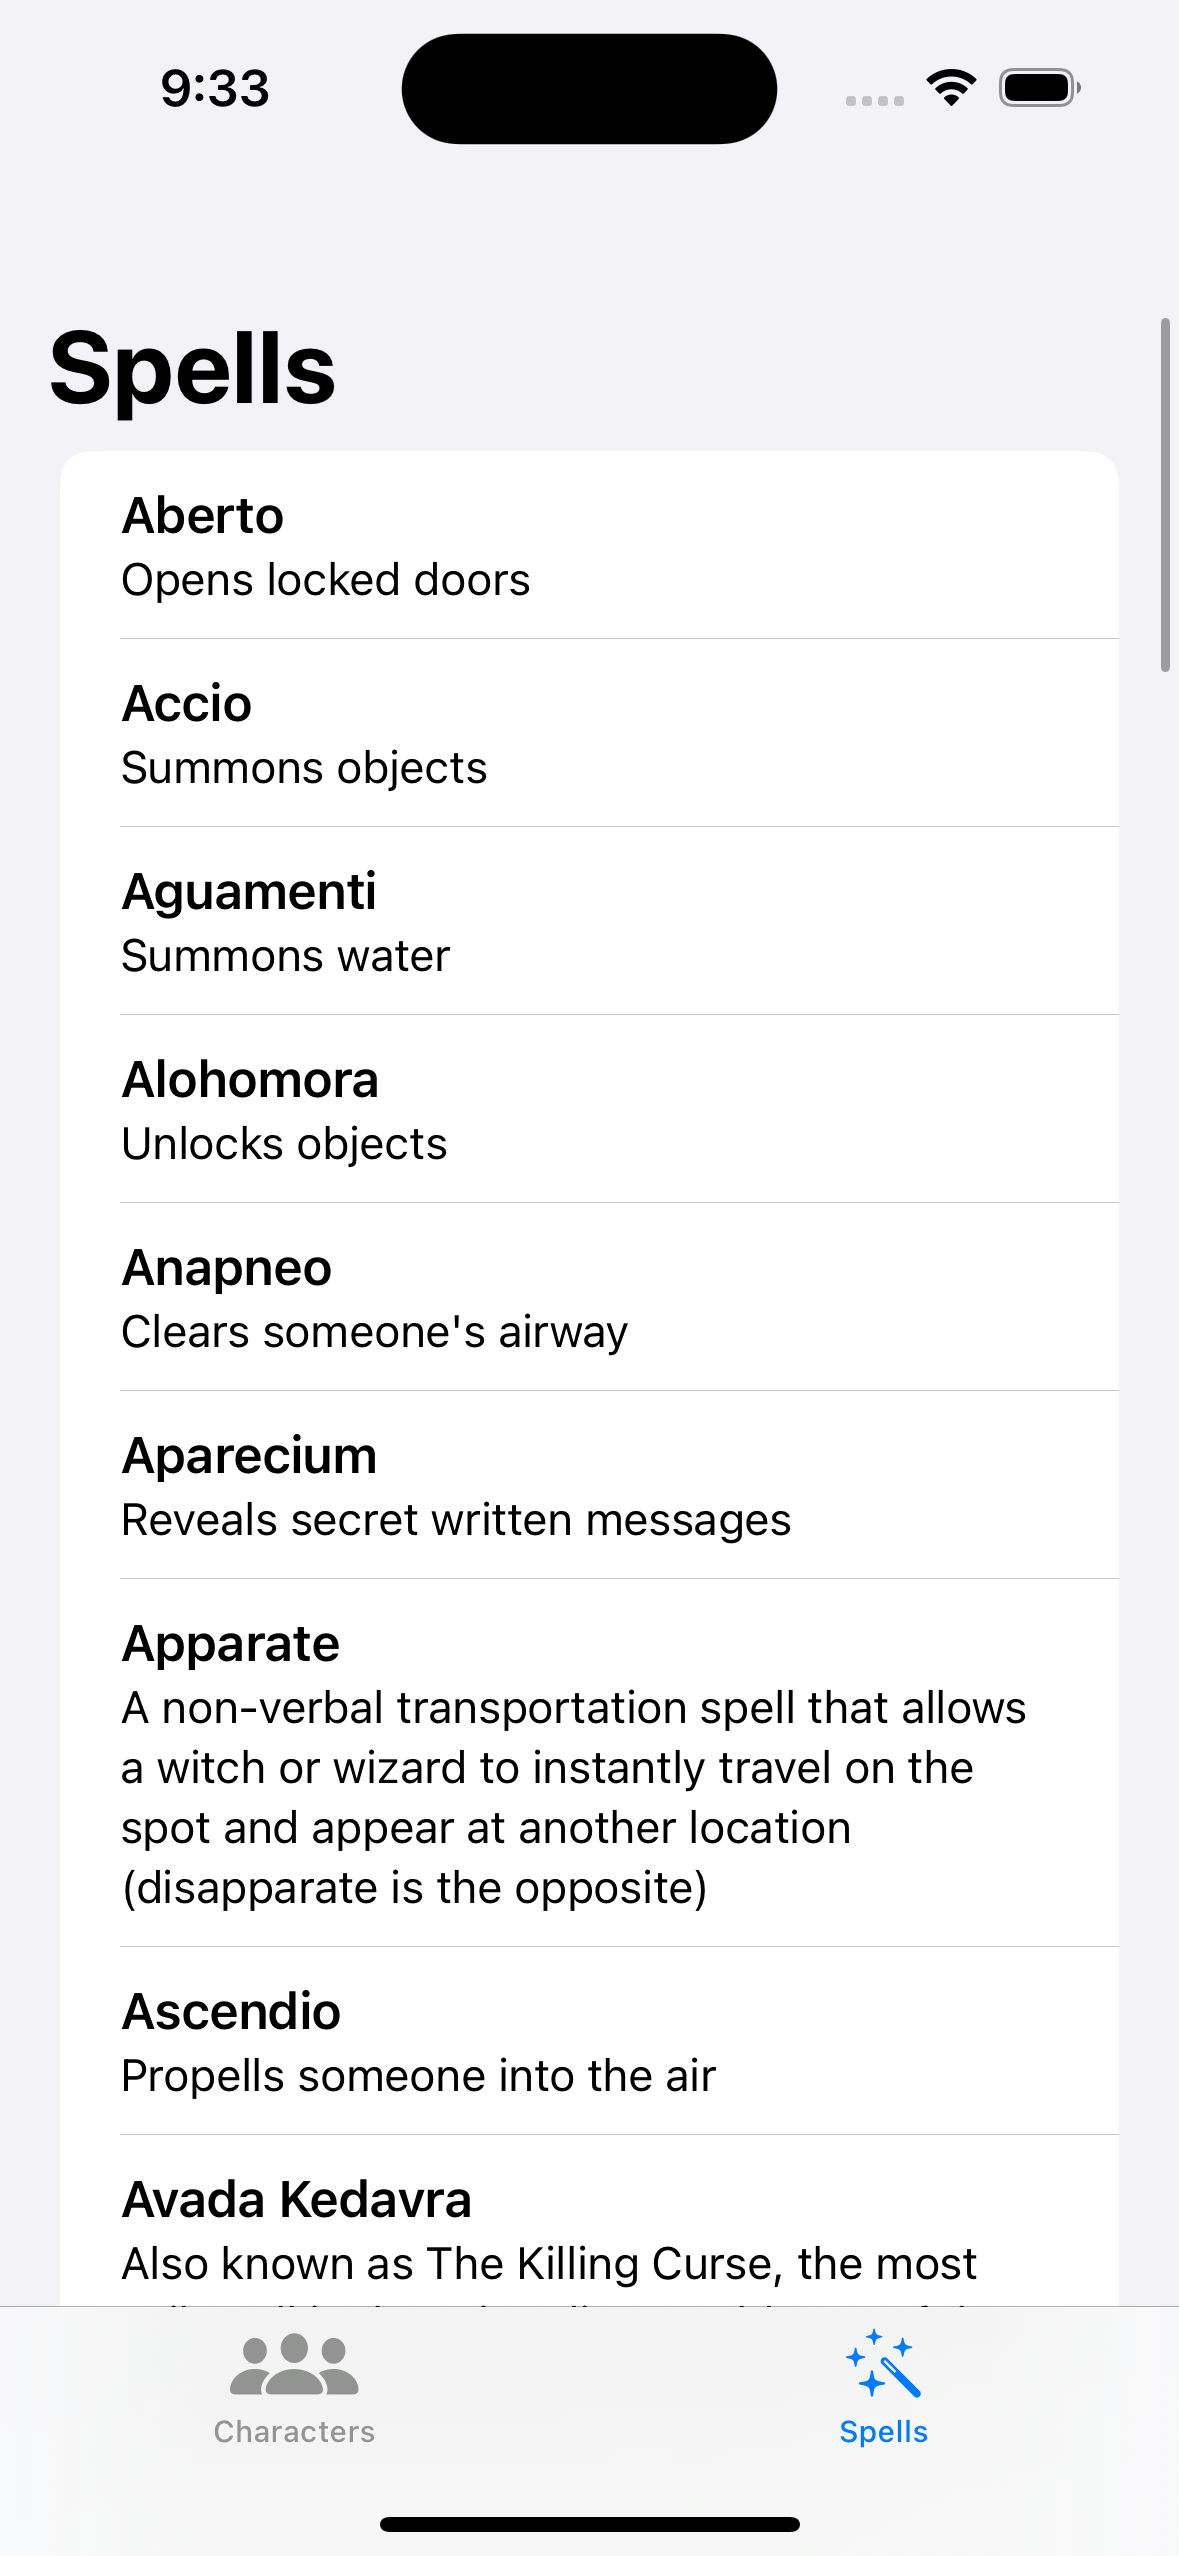 9:33
Spells
Aberto
Opens locked doors
Accio
Summons objects
Aguamenti
Summons water
Alohomora
Unlocks objects
Anapneo
Clears someone's airway
Aparecium
Reveals secret written messages
Apparate
A non-verbal transportation spell that allows
a witch or wizard to instantly travel on the
spot and appear at another location
(disapparate is the opposite)
Ascendio
Propells someone into the air
Avada Kedavra
Also known as The Killing Curse, the most
Characters
Spells